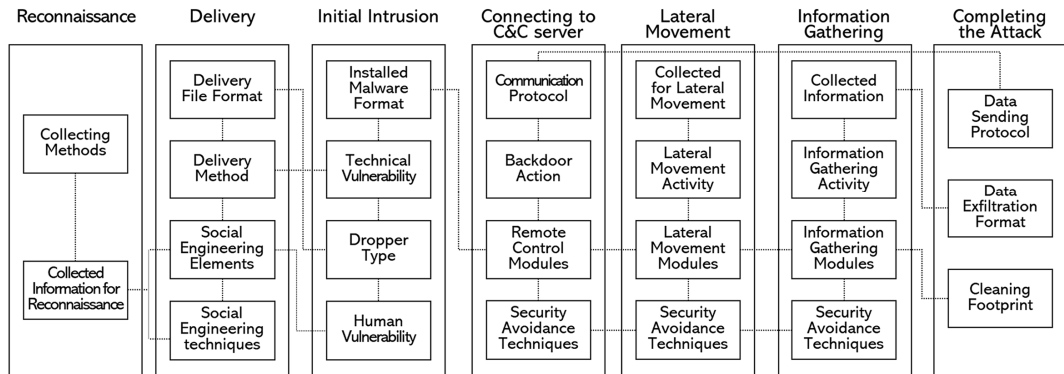 Reconnaissance
Collecting
Methods
Collected
Information for
Reconnaissance
Delivery
Delivery
File Format
Delivery
Method
Social
Engineering
Elements
Social
Engineering
techniques
Initial Intrusion
Installed
Malware
Format
Technical
Vulnerability
Dropper
Type
Human
Vulnerability
Connecting to
C&C server
Communication
Protocol
Backdoor
Action
Remote
Control
Modules
Security
Avoidance
Techniques
Lateral
Movement
Collected
for Lateral
Movement
Lateral
Movement
Activity
Lateral
Movement
Modules
Security
Avoidance
Techniques
Information
Gathering
Collected
Information
Information
Gathering
Activity
Information
Gathering
Modules
Security
Avoidance
Techniques
Completing
the Attack
Data
Sending
Protocol
Data
Exfiltration
Format
Cleaning
Footprint